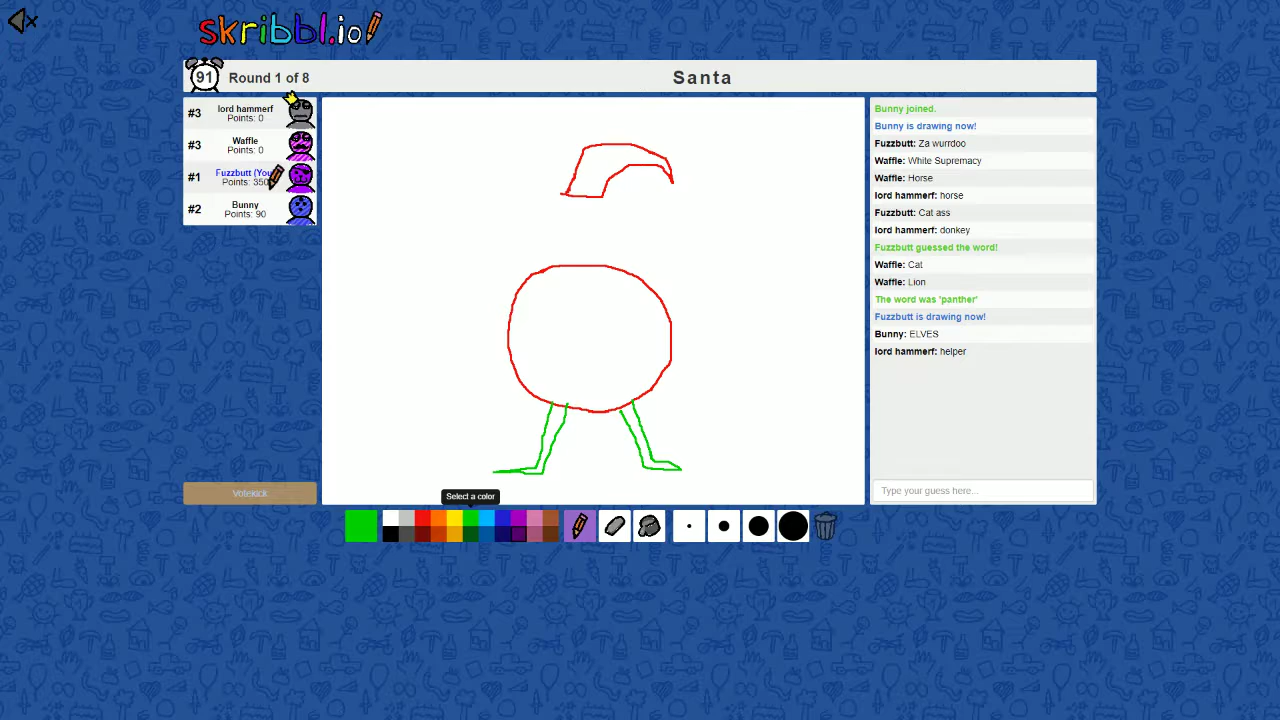 skribbl.io
91 Round 1 of 8 Santa
#3 lord hammerf
Points: 0
#3 Waffle
Points: 0
#1 Fuzzbutt (You
Points: 350
#2 Bunny
Points: 90
Votekick
Bunny joined.
Bunny is drawing now!
Fuzzbutt: Za wurrdoo
Waffle: White Supremacy
Waffle: Horse
lord hammerf: horse
Fuzzbutt: Cat ass
lord hammerf: donkey
Fuzzbutt guessed the word!
Waffle: Cat
Waffle: Lion
The word was 'panther'
Fuzzbutt is drawing now!
Bunny: ELVES
lord hammerf: helper
Type your guess here...
Select a color